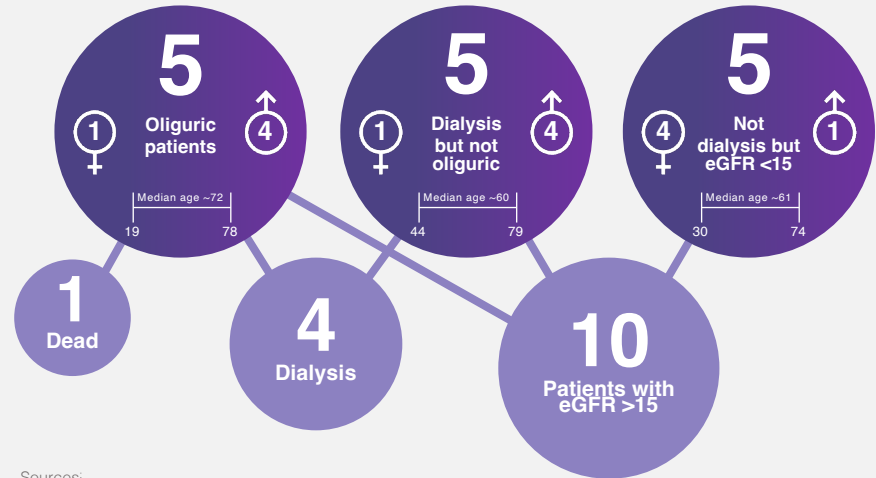 5
Oliguric
patients
1
4
Median age ~72
19
78
5
Dialysis
but not
oliguric
1
4
Median age ~60
44
79
5
Not
dialysis but
eGFR <15
4
1
Median age ~61
30
74
1
Dead
4
Dialysis
10
Patients with
eGFR >15
Sources: